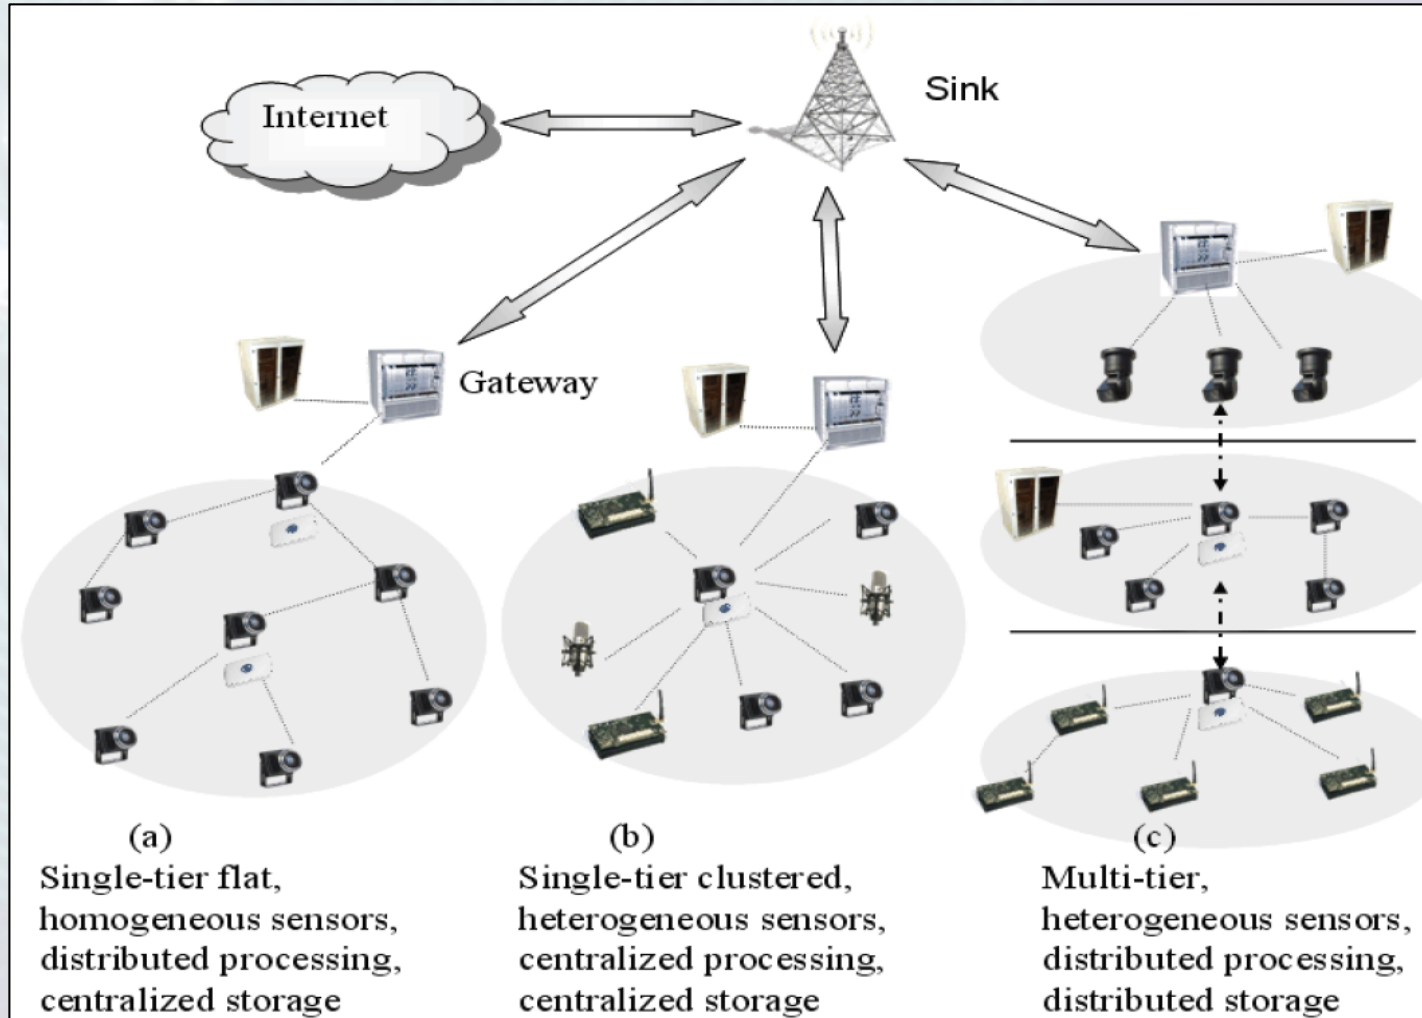 Internet
Sink
Gateway
(a)
Single-tier flat,
homogeneous sensors,
distributed processing,
centralized storage
(b)
Single-tier clustered,
heterogeneous sensors,
centralized processing,
centralized storage
(c)
Multi-tier,
heterogeneous sensors,
distributed processing,
distributed storage